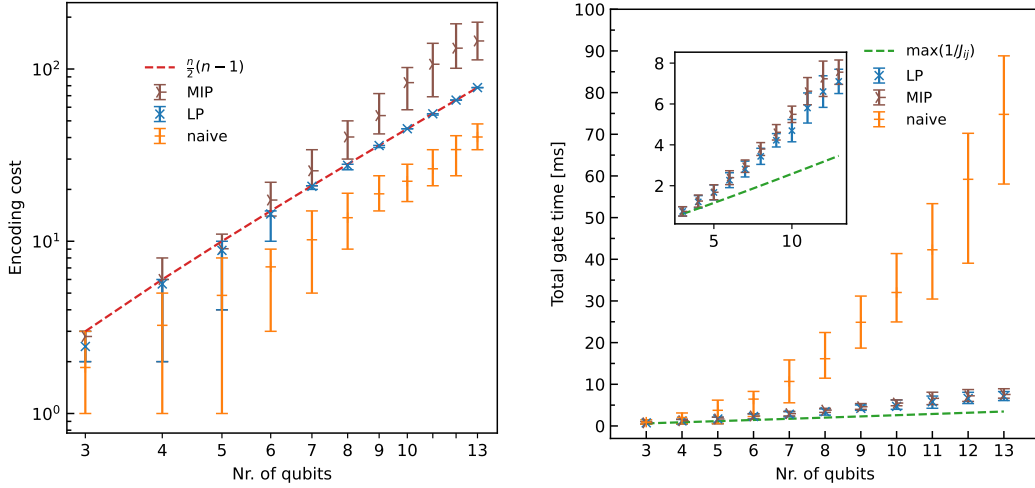 10²
10¹
10⁰
Encoding cost
n/2(n − 1)
MIP
LP
naive
3 4 5 6 7 8 9 10 12 13
Nr. of qubits
100
90
80
70
60
50
40
30
20
10
0
Total gate time [ms]
8
6
4
2
5 10
max(1/Jᵢⱼ)
LP
MIP
naive
3 4 5 6 7 8 9 10 11 12 13
Nr. of qubits